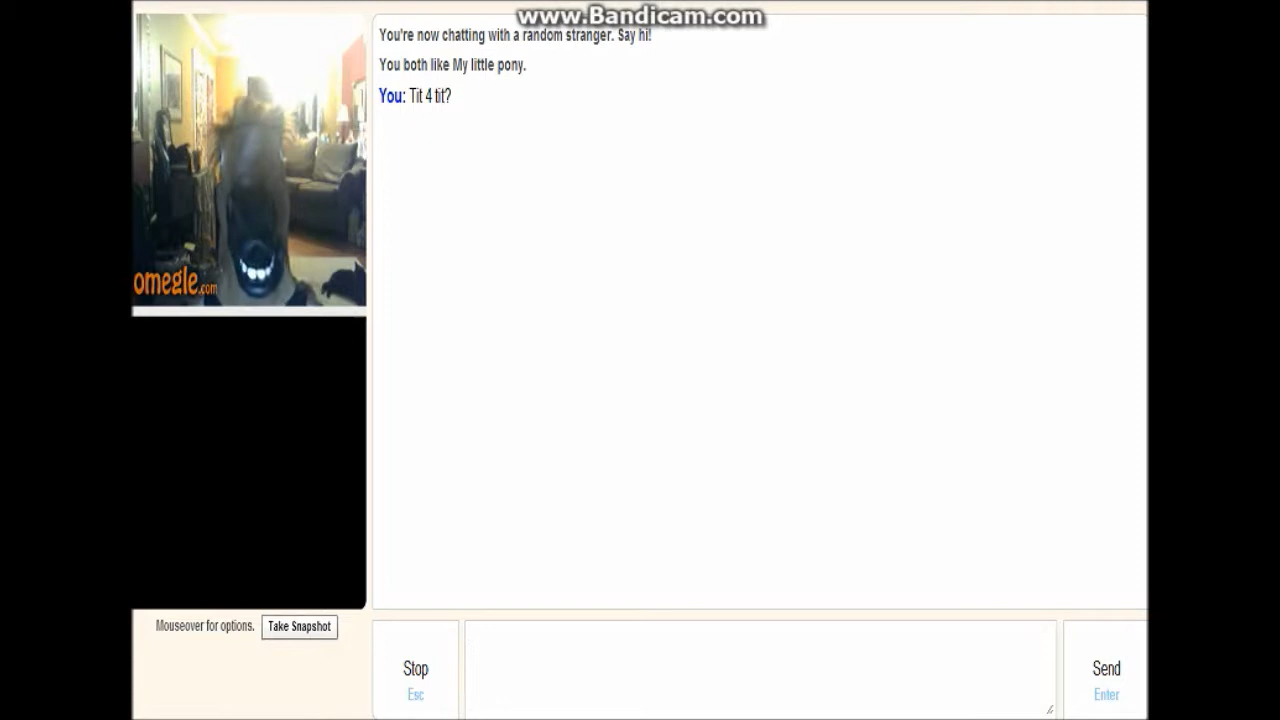 www.Bandicam.com
You're now chatting with a random stranger. Say hi!
You both like My little pony.
You: Tit 4 tit?
omegle.com
Mouseover for options. Take Snapshot
Stop
Esc
Send
Enter